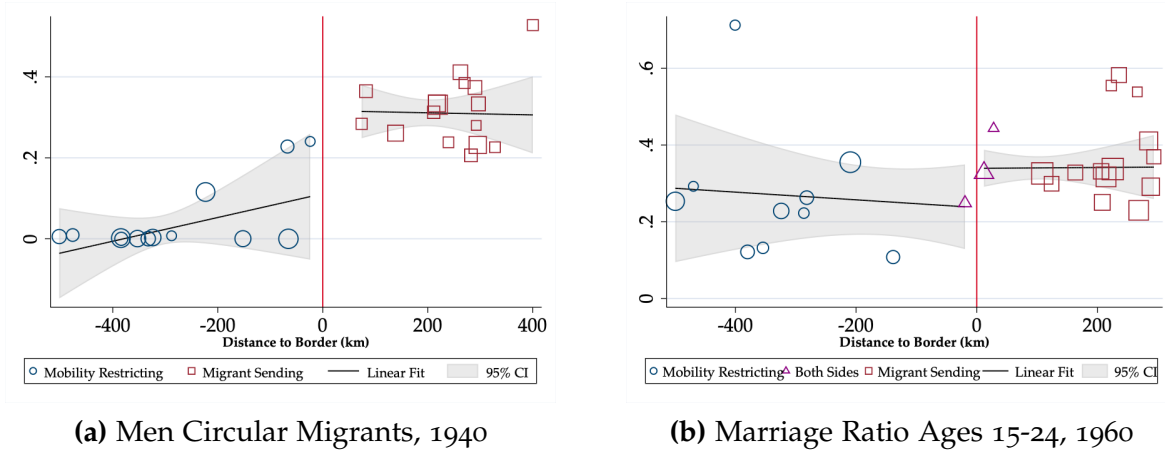 .4
.2
0
-400 -200 0 200 400
Distance to Border (km)
Mobility Restricting Migrant Sending Linear Fit 95% CI
(a) Men Circular Migrants, 1940
.6
.4
.2
0
-400 -200 0 200
Distance to Border (km)
Mobility Restricting Both Sides Migrant Sending Linear Fit 95% CI
(b) Marriage Ratio Ages 15-24, 1960